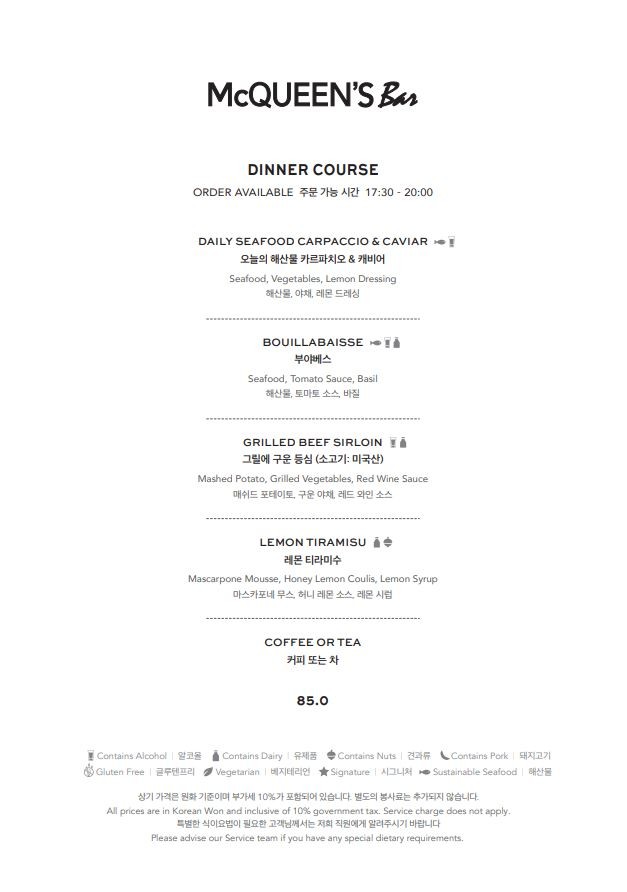 McQUEEN'S Bar
DINNER COURSE
ORDER AVAILABLE 주문 가능 시간 17:30 - 20:00
DAILY SEAFOOD CARPACCIO & CAVIAR
오늘의 해산물 카르파치오 & 캐비어
Seafood, Vegetables, Lemon Dressing
해산물, 야채, 레몬 드레싱
BOUILLABAISSE
부야베스
Seafood, Tomato Sauce, Basil
해산물, 토마토 소스, 바질
GRILLED BEEF SIRLOIN
그릴에 구운 등심 (소고기: 미국산)
Mashed Potato, Grilled Vegetables, Red Wine Sauce
매쉬드 포테이토, 구운 야채, 레드 와인 소스
LEMON TIRAMISU
레몬 티라미수
Mascarpone Mousse, Honey Lemon Coulis, Lemon Syrup
마스카포네 무스, 허니 레몬 소스, 레몬 시럽
COFFEE OR TEA
커피 또는 차
85.0
Contains Alcohol | 알코올 Contains Dairy | 유제품 Contains Nuts | 견과류 Contains Pork | 돼지고기
Gluten Free | 글루텐프리 Vegetarian | 베지테리언 Signature | 시그니처 Sustainable Seafood | 해산물
상기 가격은 원화 기준이며 부가세 10%가 포함되어 있습니다. 별도의 봉사료는 추가되지 않습니다.
All prices are in Korean Won and inclusive of 10% government tax. Service charge does not apply.
특별한 식이요법이 필요한 고객님께서는 저희 직원에게 알려주시기 바랍니다
Please advise our Service team if you have any special dietary requirements.